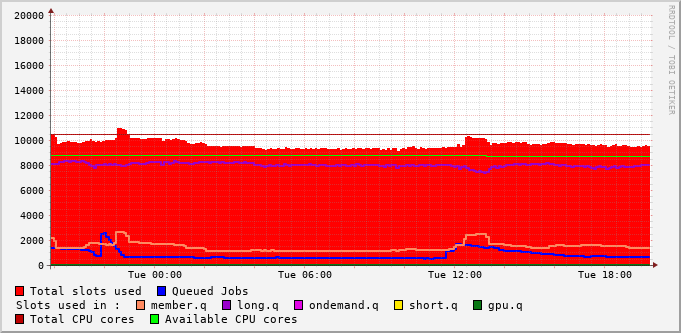 20000
18000
16000
14000
12000
10000
8000
6000
4000
2000
0
Tue 00:00 Tue 06:00 Tue 12:00 Tue 18:00
RRDTOOL / TOBI OETIKER
Total slots used Queued Jobs
Slots used in : member.q long.q ondemand.q short.q gpu.q
Total CPU cores Available CPU cores